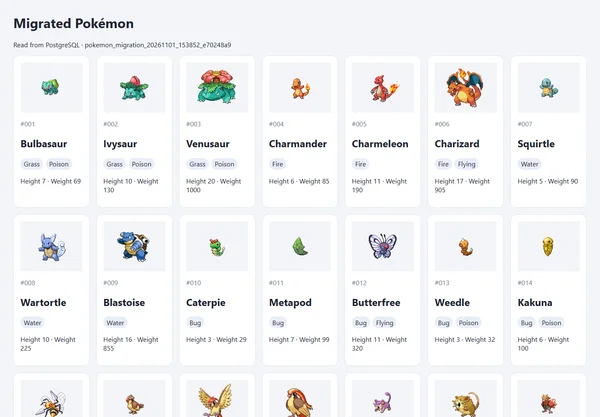 Migrated Pokémon
Read from PostgreSQL · pokemon_migration_20261101_153852_e70248a9
#001
Bulbasaur
Grass Poison
Height 7 · Weight 69
#002
Ivysaur
Grass Poison
Height 10 · Weight
130
#003
Venusaur
Grass Poison
Height 20 · Weight
1000
#004
Charmander
Fire
Height 6 · Weight 85
#005
Charmeleon
Fire
Height 11 · Weight
190
#006
Charizard
Fire Flying
Height 17 · Weight
905
#007
Squirtle
Water
Height 5 · Weight 90
#008
Wartortle
Water
Height 10 · Weight
225
#009
Blastoise
Water
Height 16 · Weight
855
#010
Caterpie
Bug
Height 3 · Weight 29
#011
Metapod
Bug
Height 7 · Weight 99
#012
Butterfree
Bug Flying
Height 11 · Weight
320
#013
Weedle
Bug Poison
Height 3 · Weight 32
#014
Kakuna
Bug Poison
Height 6 · Weight
100